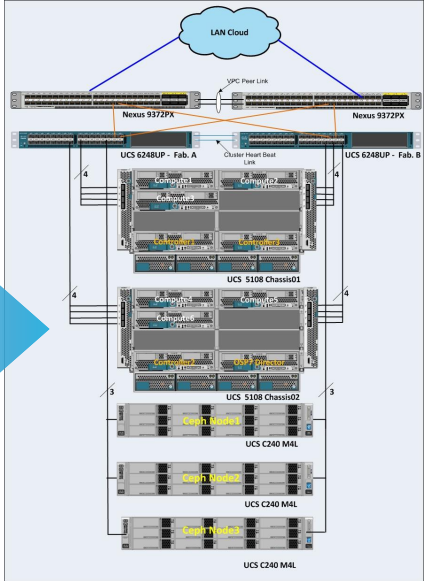 LAN Cloud
VPC Peer Link
Nexus 9372PX
Nexus 9372PX
UCS 6248UP - Fab. A
Cluster Heart Beat
Link
UCS 6248UP - Fab. B
4
4
Compute1
Compute2
Compute3
Controller1
Controller3
UCS 5108 Chassis01
4
4
Compute4
Compute5
Compute6
Controller2
OSP7 Director
UCS 5108 Chassis02
3
3
Ceph Node1
UCS C240 M4L
Ceph Node2
UCS C240 M4L
Ceph Node3
UCS C240 M4L